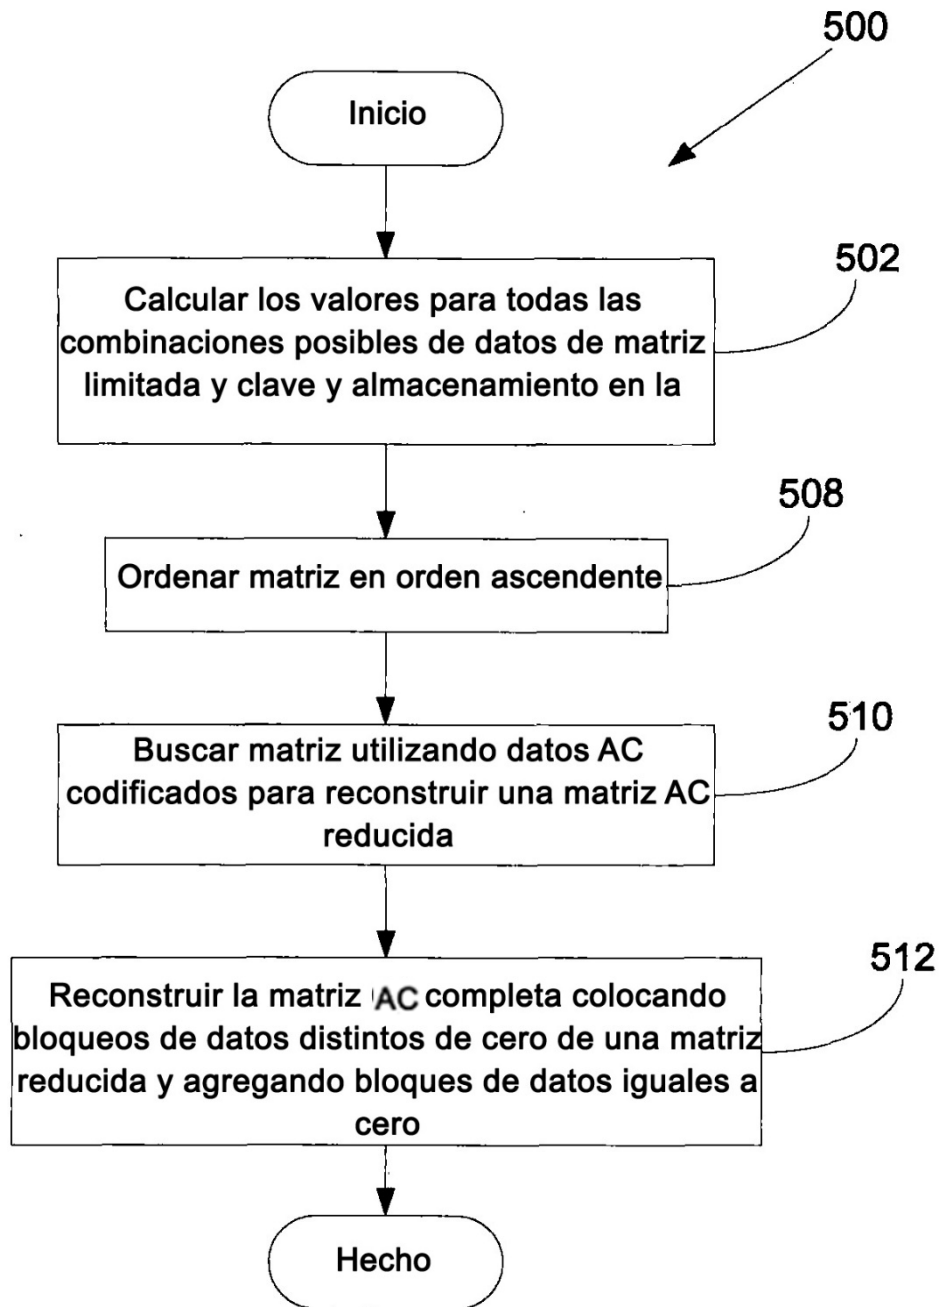 500
Inicio
502
Calcular los valores para todas las
combinaciones posibles de datos de matriz
limitada y clave y almacenamiento en la
508
Ordenar matriz en orden ascendente
510
Buscar matriz utilizando datos AC
codificados para reconstruir una matriz AC
reducida
512
Reconstruir la matriz AC completa colocando
bloqueos de datos distintos de cero de una matriz
reducida y agregando bloques de datos iguales a
cero
Hecho